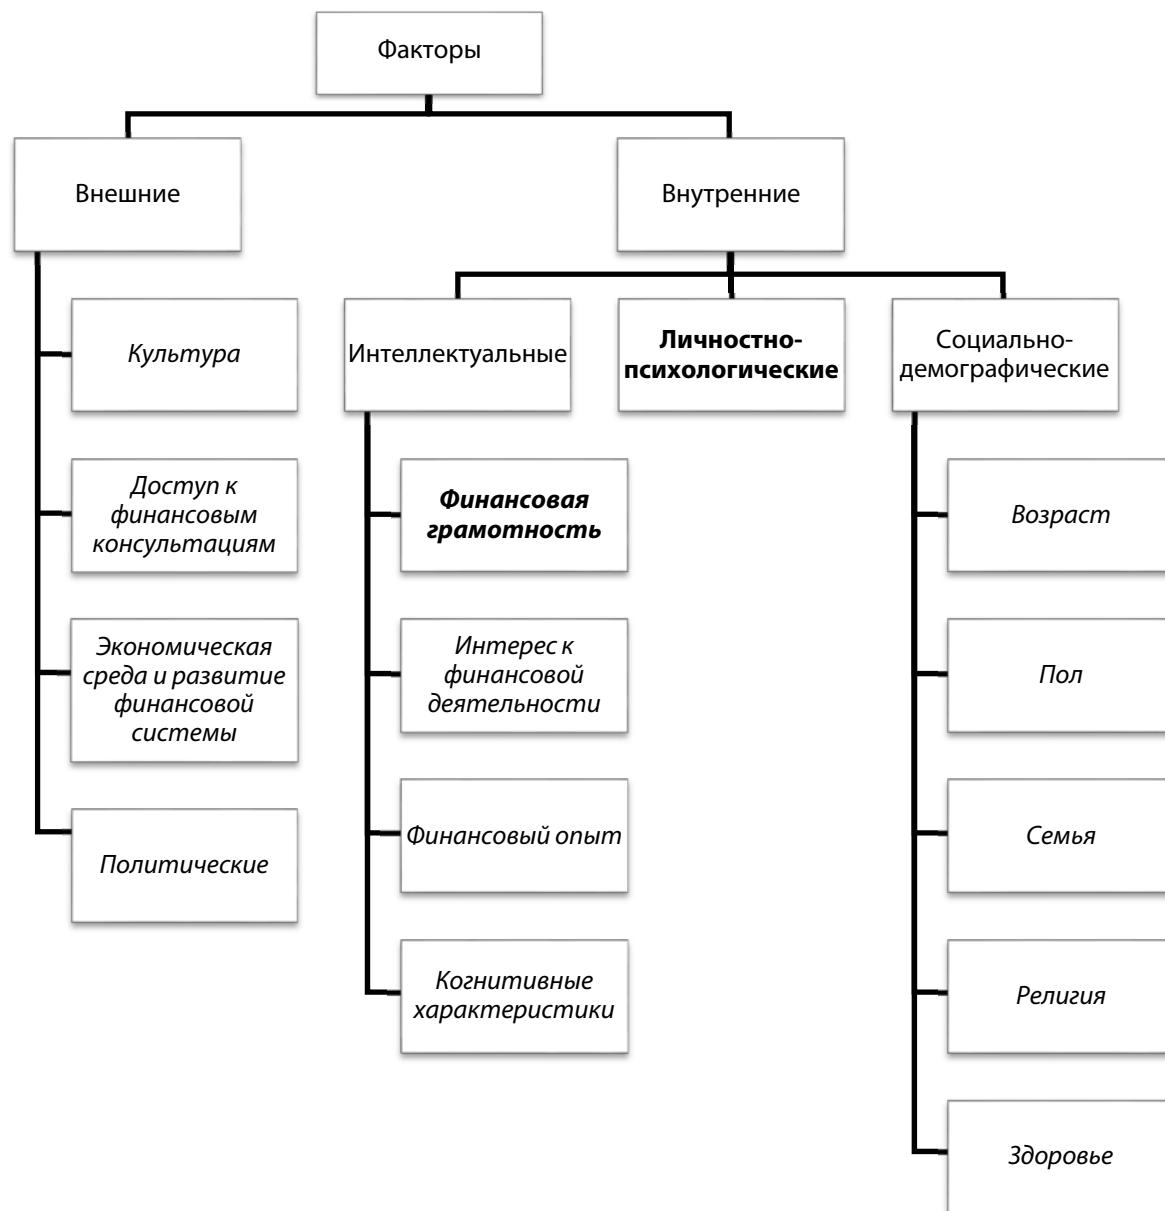 Факторы
Внешние
Внутренние
Культура
Доступ к
финансовым
консультациям
Экономическая
среда и развитие
финансовой
системы
Политические
Интеллектуальные
Финансовая
грамотность
Интерес к
финансовой
деятельности
Финансовый опыт
Когнитивные
характеристики
Личностно-
психологические
Социально-
демографические
Возраст
Пол
Семья
Религия
Здоровье